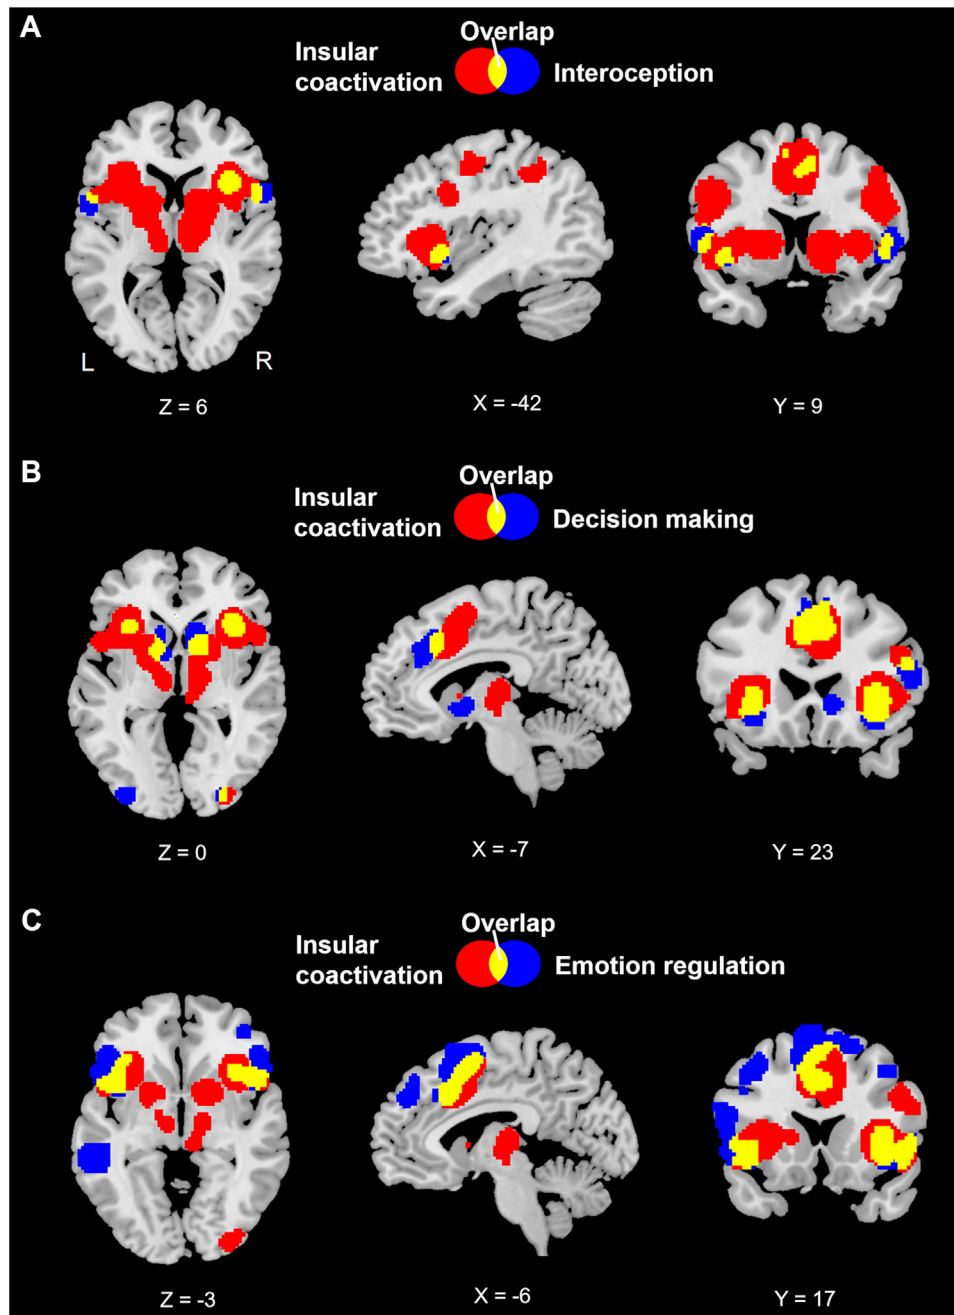 A
Overlap
Insular
coactivation
Interoception
L
R
Z = 6
X = -42
Y = 9
B
Overlap
Insular
coactivation
Decision making
Z = 0
X = -7
Y = 23
C
Overlap
Insular
coactivation
Emotion regulation
Z = -3
X = -6
Y = 17